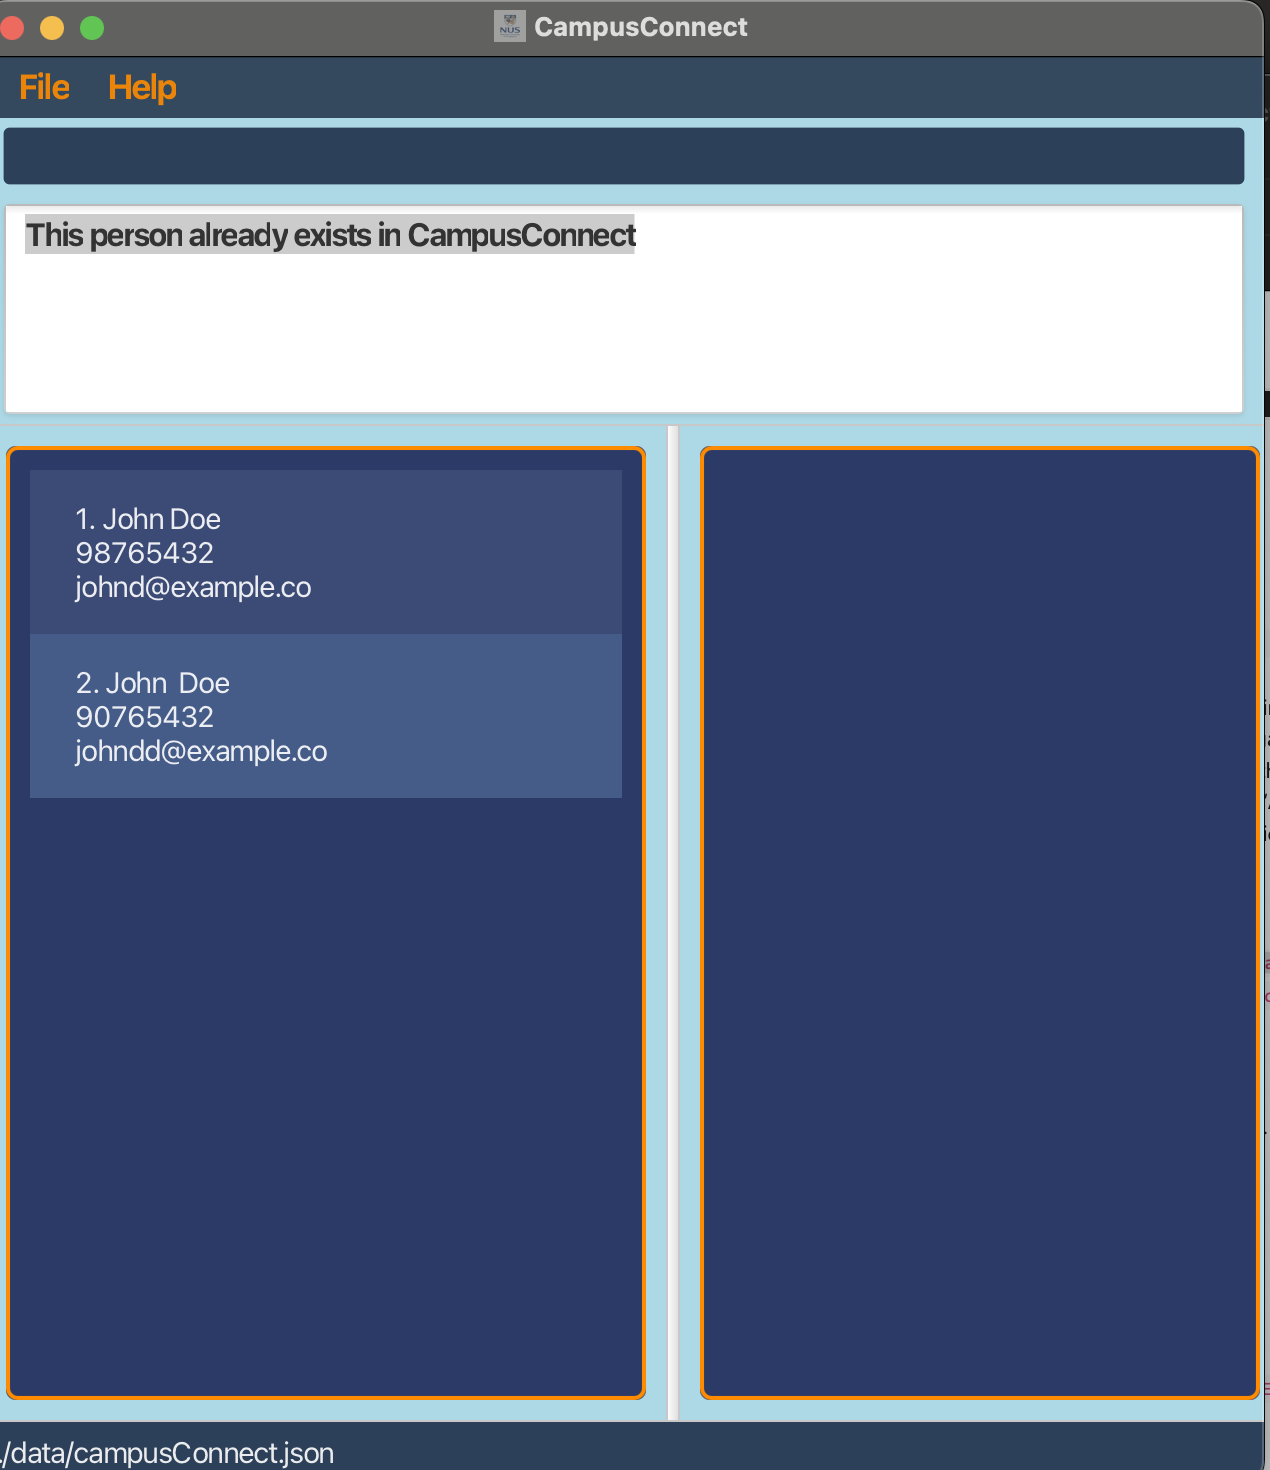 CampusConnect
File Help
This person already exists in CampusConnect
1. John Doe
98765432
johnd@example.co
2. John  Doe
90765432
johndd@example.co
./data/campusConnect.json